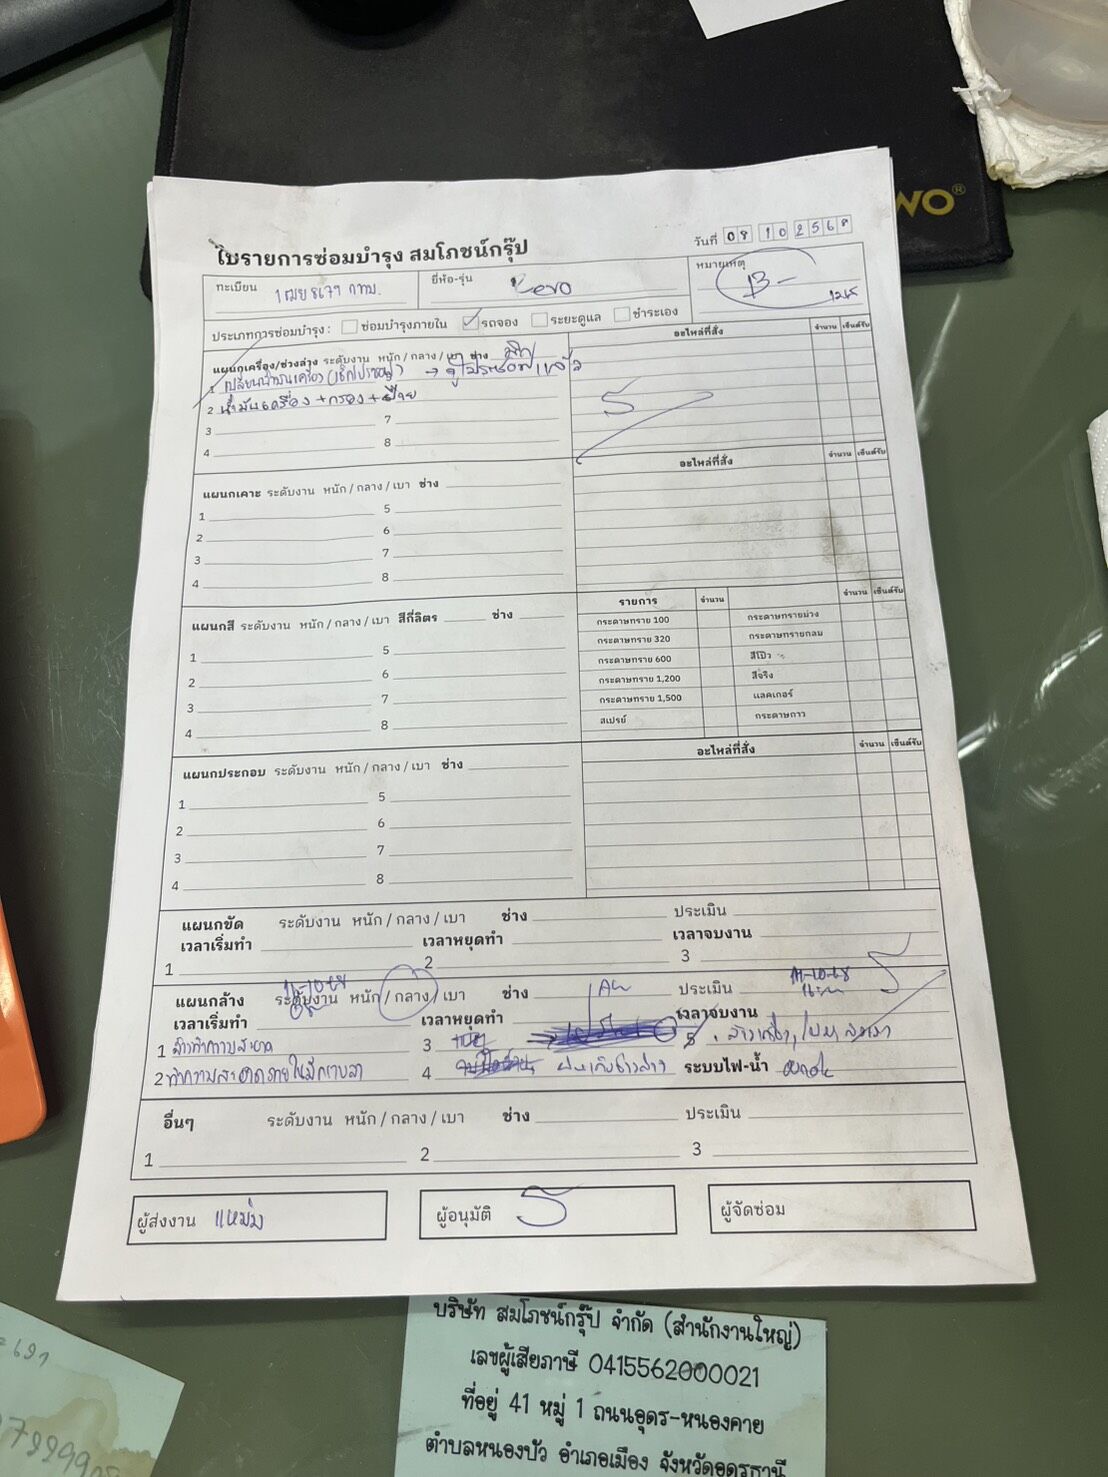 WO®
ใบรายการซ่อมบำรุง สมโภชน์กรุ๊ป
วันที่ 08 10 2568
ทะเบียน กทม.
ยี่ห้อ-รุ่น Revo
หมายเหตุ B-
ประเภทการซ่อมบำรุง : ซ่อมบำรุงภายใน รถจอง ระยะดูแล ชำระเอง
แผนกเครื่อง/ช่วงล่าง ระดับงาน หนัก / กลาง / เบา ช่าง
อะไหล่ที่สั่ง จำนวน เซ็นต์รับ
1 เปลี่ยนน้ำมันเครื่อง
2 น้ำมันเครื่อง + กรอง +
3 7
4 8
5
แผนกเคาะ ระดับงาน หนัก / กลาง / เบา ช่าง
อะไหล่ที่สั่ง จำนวน เซ็นต์รับ
1 5
2 6
3 7
4 8
แผนกสี ระดับงาน หนัก / กลาง / เบา สีกี่ลิตร ช่าง
1 5
2 6
3 7
4 8
รายการ จำนวน จำนวน เซ็นต์รับ
กระดาษทราย 100 กระดาษทรายม่วง
กระดาษทราย 320 กระดาษทรายกลม
กระดาษทราย 600 สีโป๊ว
กระดาษทราย 1,200 สีจริง
กระดาษทราย 1,500 แลคเกอร์
สเปรย์ กระดาษกาว
แผนกประกอบ ระดับงาน หนัก / กลาง / เบา ช่าง
อะไหล่ที่สั่ง จำนวน เซ็นต์รับ
1 5
2 6
3 7
4 8
แผนกขัด ระดับงาน หนัก / กลาง / เบา ช่าง ประเมิน
เวลาเริ่มทำ เวลาหยุดทำ เวลาจบงาน
1 2 3
แผนกล้าง ระดับงาน หนัก / กลาง / เบา ช่าง ประเมิน
เวลาเริ่มทำ เวลาหยุดทำ เวลาจบงาน
1 ล้างทำความสะอาด 3 5
2 ทำความสะอาดภายใน 4 ระบบไฟ-น้ำ
อื่นๆ ระดับงาน หนัก / กลาง / เบา ช่าง ประเมิน
1 2 3
ผู้ส่งงาน แหม่ม
ผู้อนุมัติ
ผู้จัดซ่อม
บริษัท สมโภชน์กรุ๊ป จำกัด (สำนักงานใหญ่)
เลขผู้เสียภาษี 0415562000021
ที่อยู่ 41 หมู่ 1 ถนนอุดร-หนองคาย
ตำบลหนองบัว อำเภอเมือง จังหวัดอุดรธานี